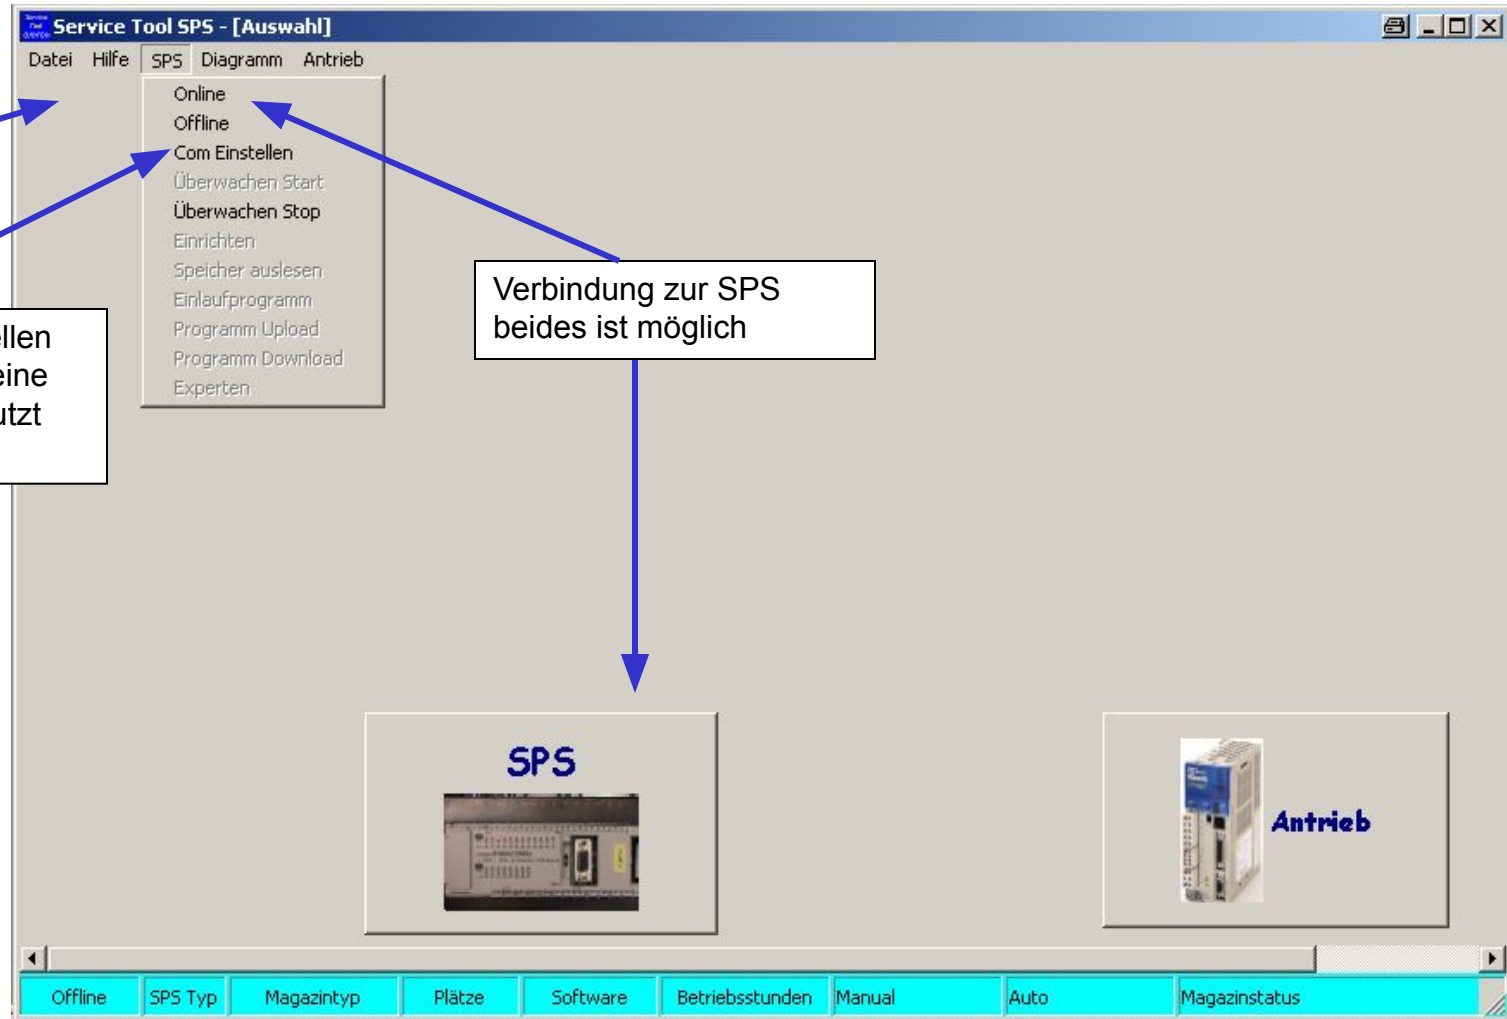 Service Tool SPS - [Auswahl]
Datei Hilfe SPS Diagramm Antrieb
Online
Offline
Com Einstellen
Überwachen Start
Überwachen Stop
Einrichten
Speicher auslesen
Einlaufprogramm
Programm Upload
Programm Download
Experten
Verbindung zur SPS
beides ist möglich
llen
eine
utzt
SPS
Antrieb
Offline SPS Typ Magazintyp Plätze Software Betriebsstunden Manual Auto Magazinstatus